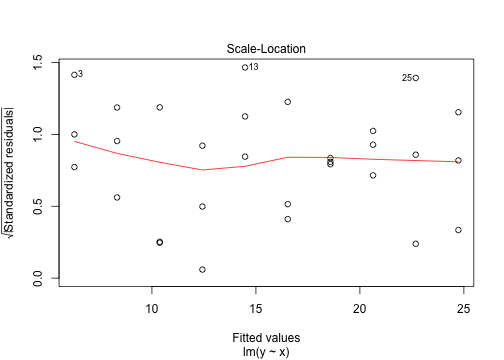 Scale-Location
√|Standardized residuals|
1.5
1.0
0.5
0.0
3
13
25
10
15
20
25
Fitted values
lm(y ~ x)